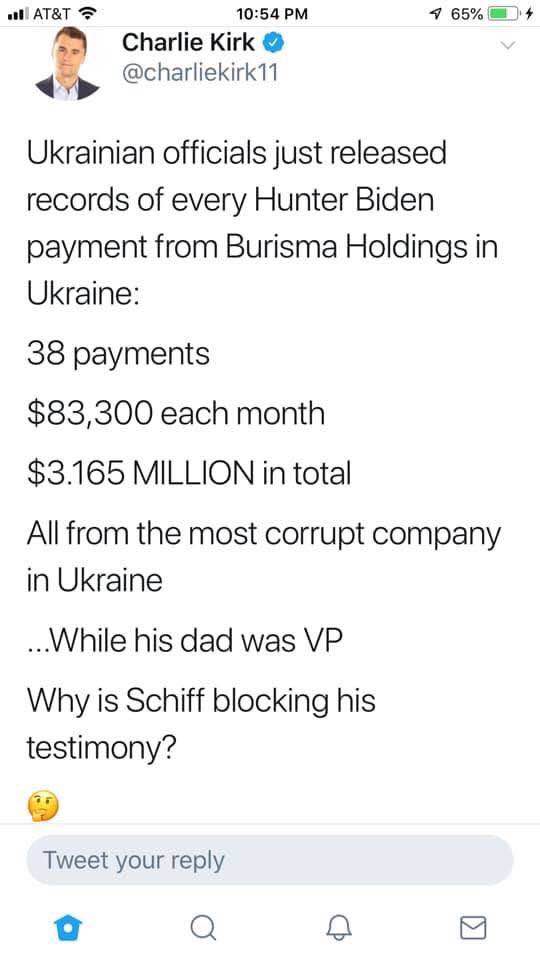 AT&T 10:54 PM 65%
Charlie Kirk
@charliekirk11
Ukrainian officials just released
records of every Hunter Biden
payment from Burisma Holdings in
Ukraine:
38 payments
$83,300 each month
$3.165 MILLION in total
All from the most corrupt company
in Ukraine
...While his dad was VP
Why is Schiff blocking his
testimony?
🤔
Tweet your reply